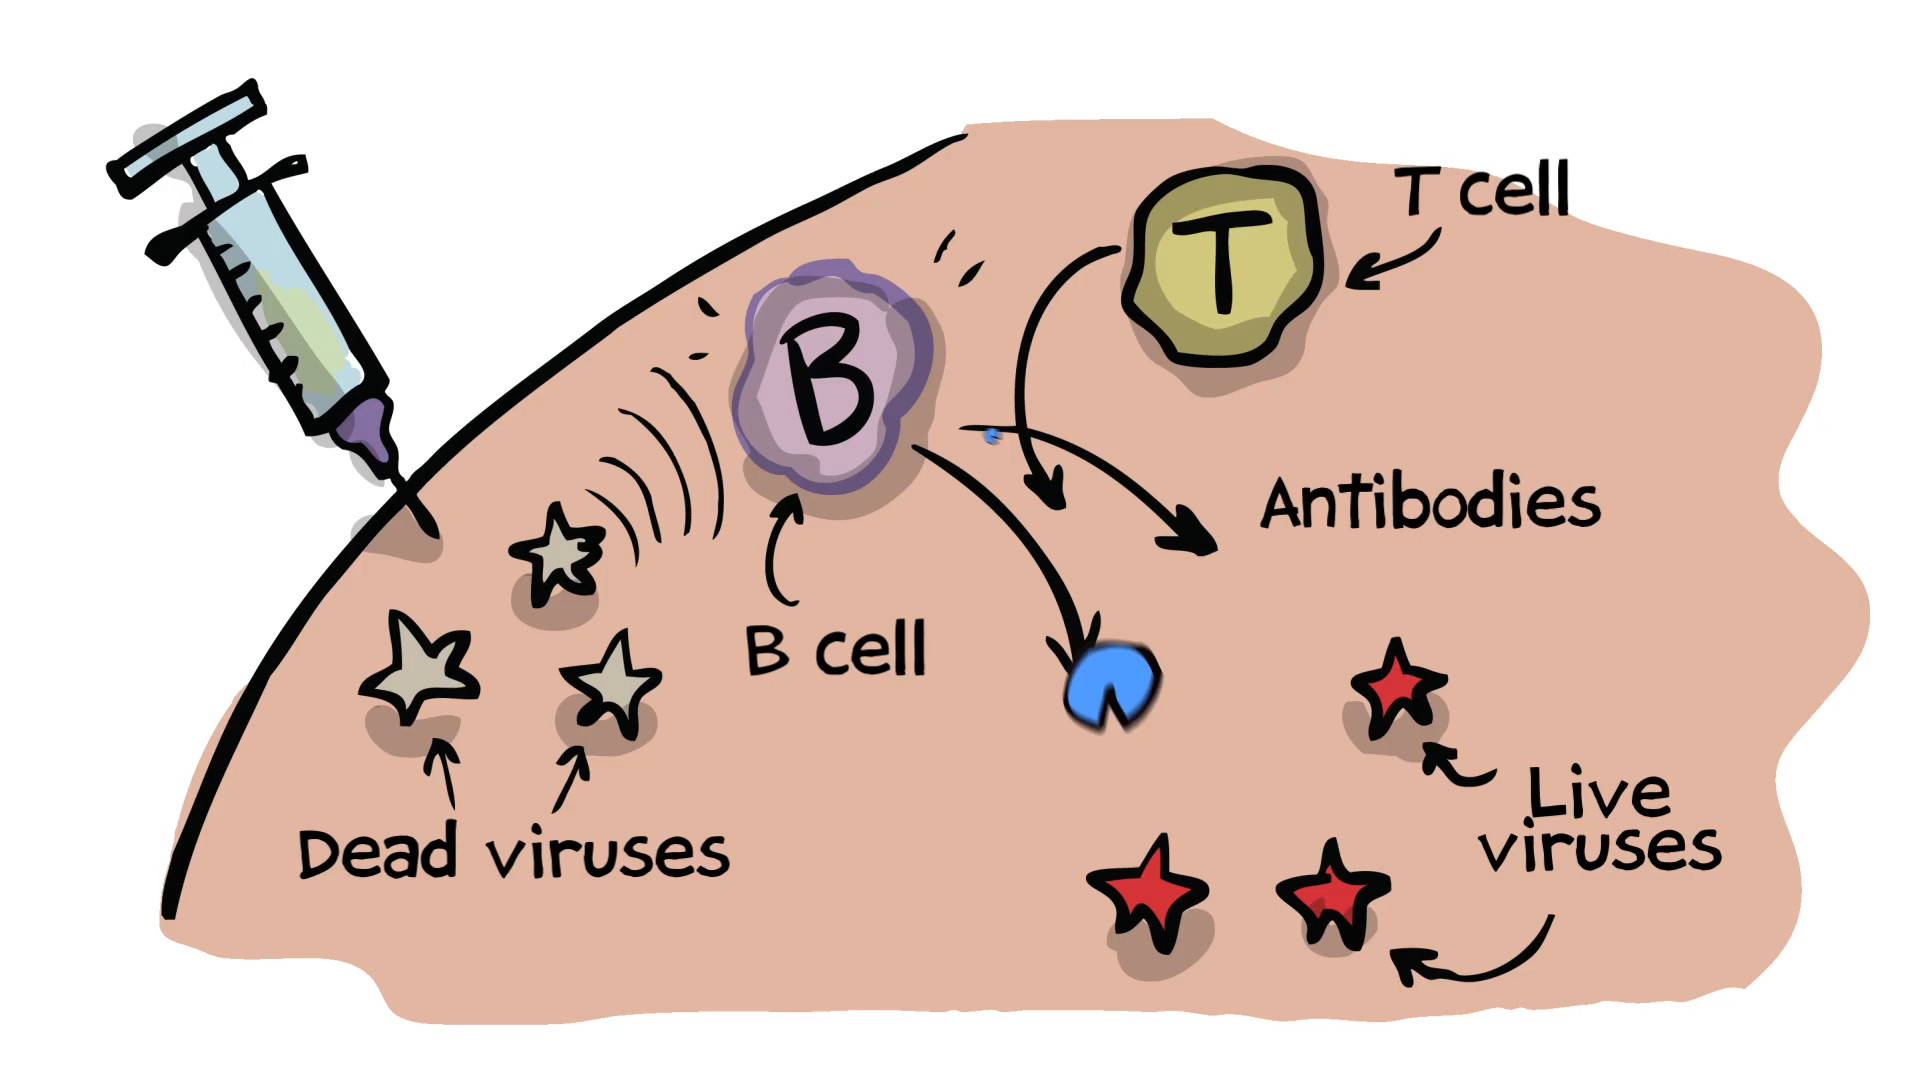 T cell
T
B
Antibodies
B cell
Live
viruses
Dead viruses